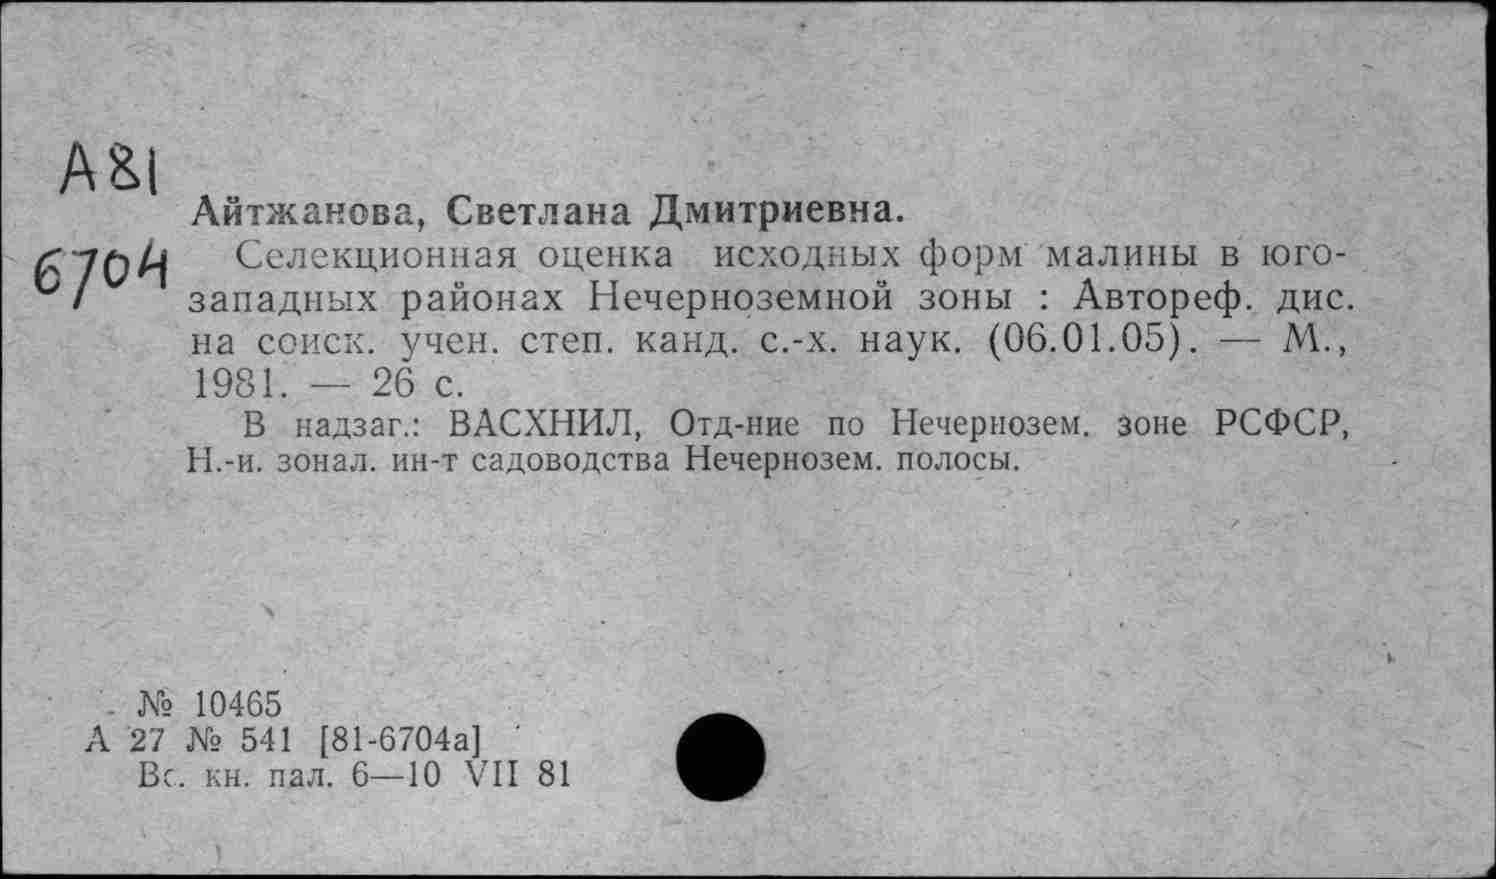 А81
Айтжанова, Светлана Дмитриевна.
6704
Селекционная оценка исходных форм малины в юго-
западных районах Нечерноземной зоны : Автореф. дис.
на соиск. учен. степ. канд. с.-х. наук. (06.01.05). — М.,
1981. — 26 с.
В надзаг.: ВАСХНИЛ, Отд-ние по Нечернозем. зоне РСФСР,
Н.-и. зонал. ин-т садоводства Нечернозем. полосы.
№ 10465
А 27 № 541 [81-6704а]
Вс. кн. пал. 6—10 VII 81